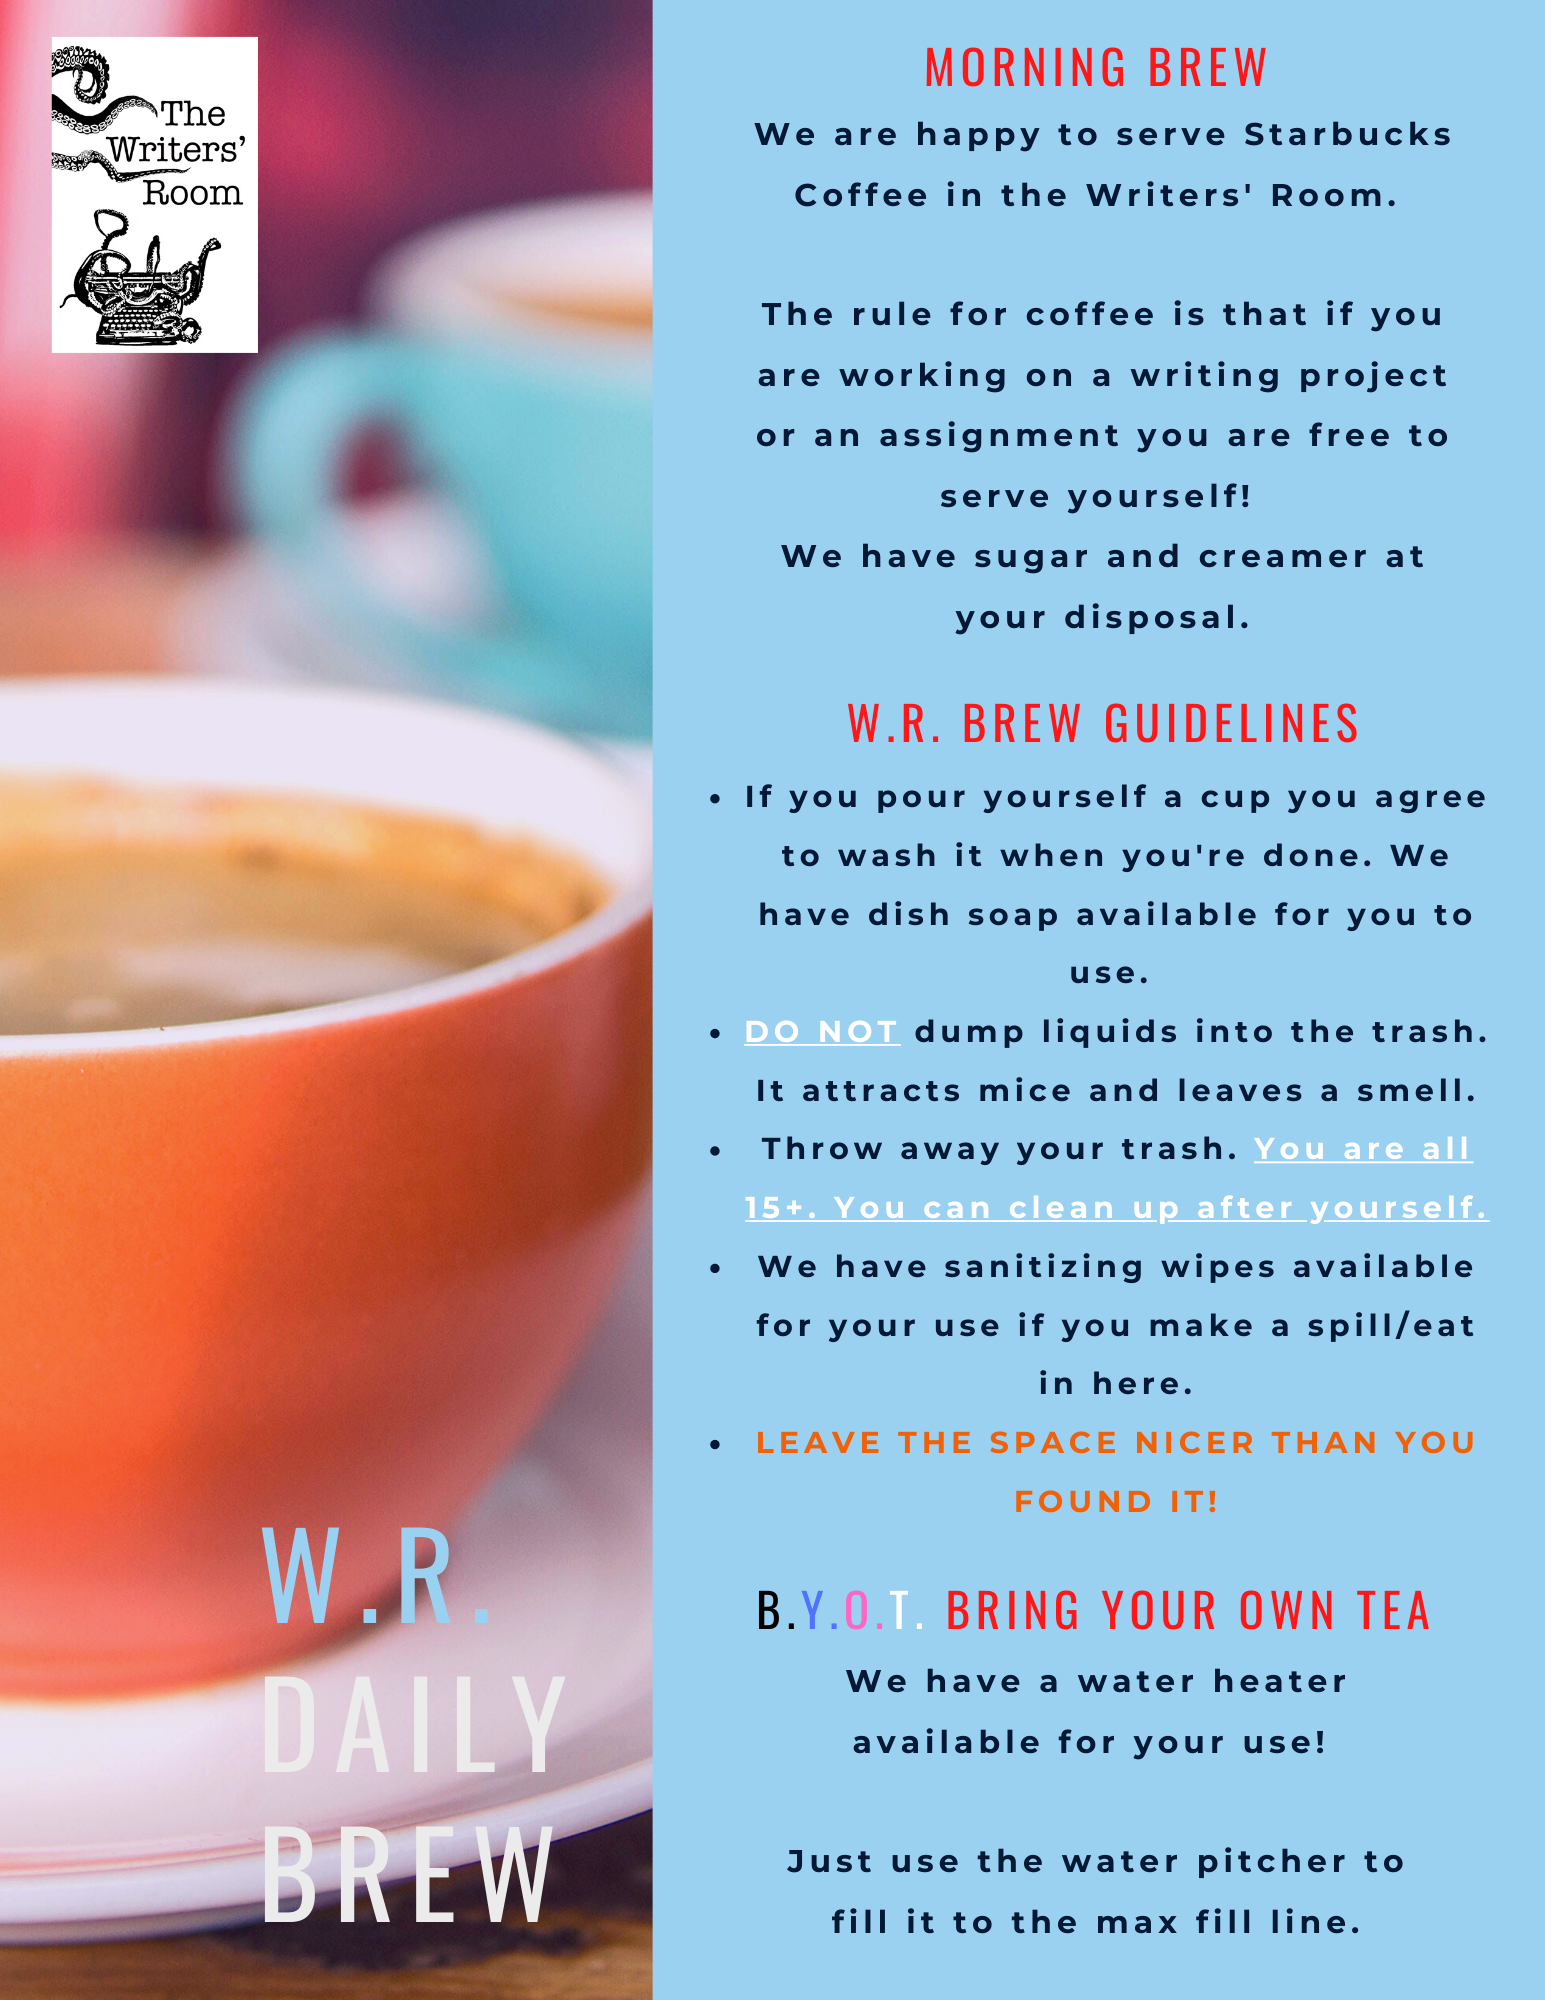 The
Writers'
Room
MORNING BREW
We are happy to serve Starbucks
Coffee in the Writers' Room.
The rule for coffee is that if you
are working on a writing project
or an assignment you are free to
serve yourself!
We have sugar and creamer at
your disposal.
W.R. BREW GUIDELINES
• If you pour yourself a cup you agree
to wash it when you're done. We
have dish soap available for you to
use.
• DO NOT dump liquids into the trash.
It attracts mice and leaves a smell.
• Throw away your trash. You are all
15+. You can clean up after yourself.
• We have sanitizing wipes available
for your use if you make a spill/eat
in here.
• LEAVE THE SPACE NICER THAN YOU
FOUND IT!
B.Y.O.T. BRING YOUR OWN TEA
We have a water heater
available for your use!
Just use the water pitcher to
fill it to the max fill line.
W.R.
DAILY
BREW